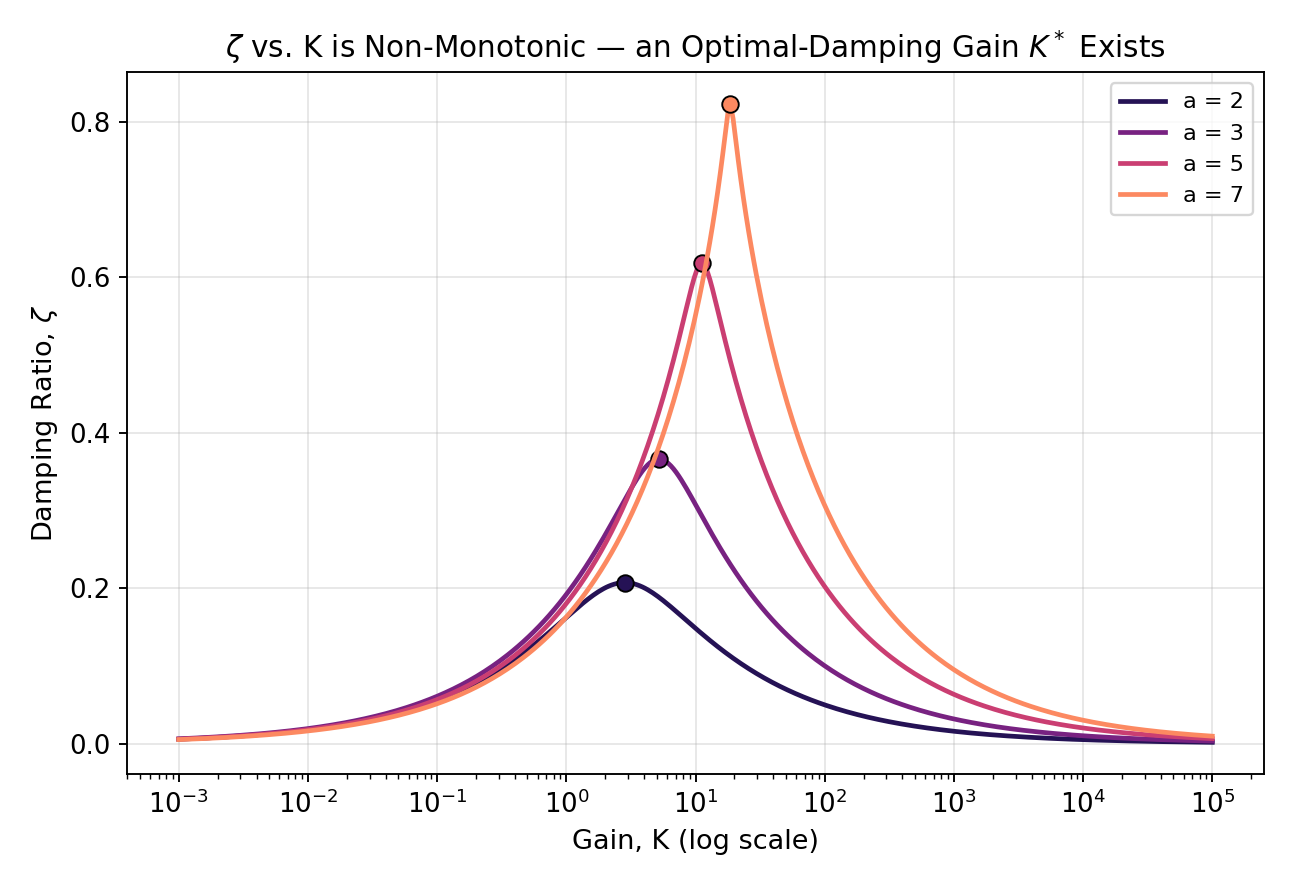 ζ vs. K is Non-Monotonic — an Optimal-Damping Gain K* Exists
a = 2
a = 3
a = 5
a = 7
Damping Ratio, ζ
0.8
0.6
0.4
0.2
0.0
10⁻³ 10⁻² 10⁻¹ 10⁰ 10¹ 10² 10³ 10⁴ 10⁵
Gain, K (log scale)